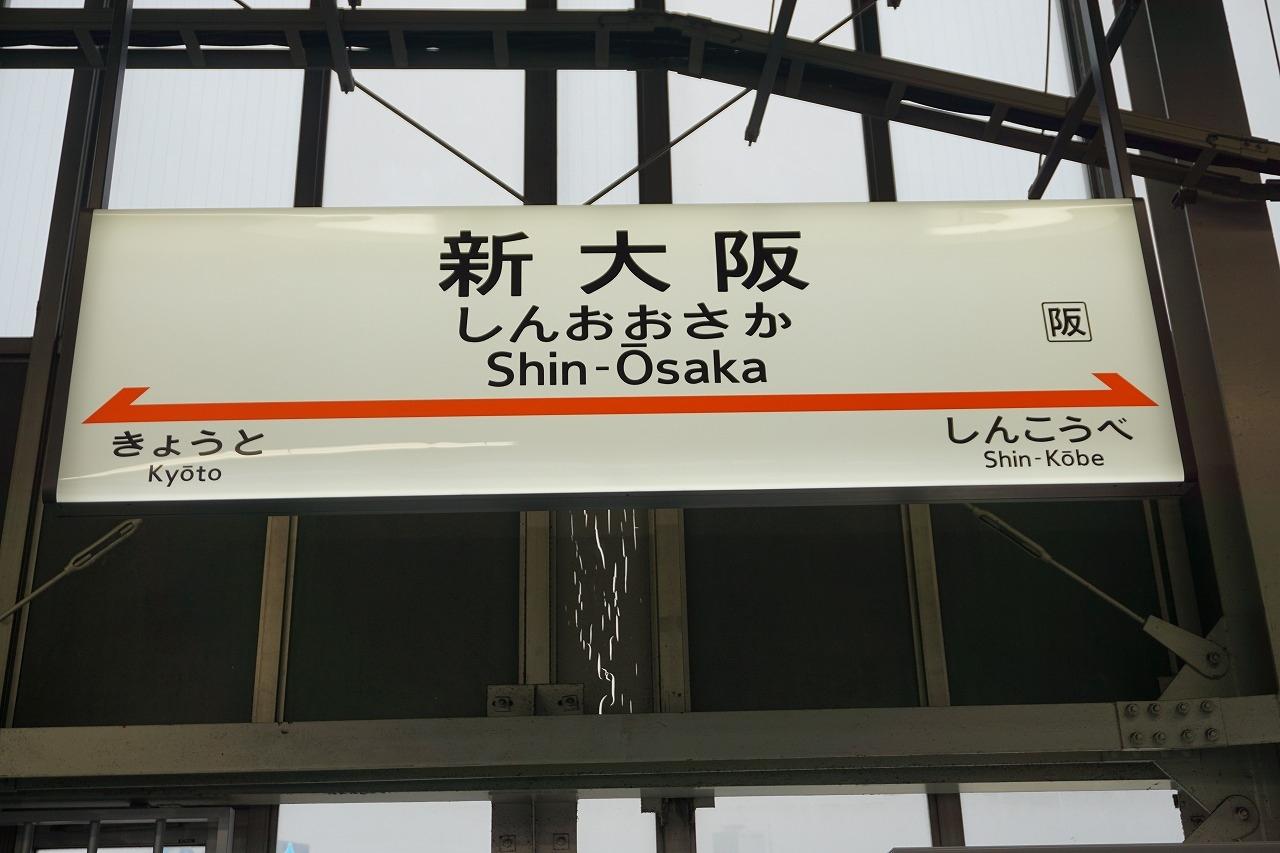 新大阪
しんおおさか
Shin-Ōsaka
阪
きょうと
Kyōto
しんこうべ
Shin-Kōbe